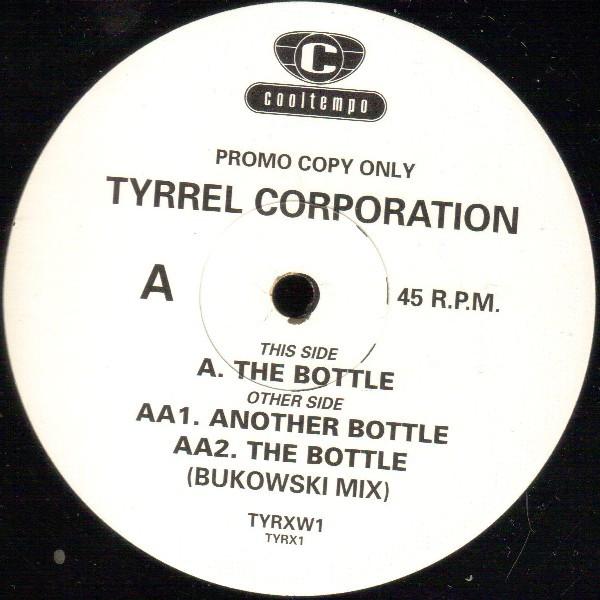 C
cooltempo
PROMO COPY ONLY
TYRREL CORPORATION
A
45 R.P.M.
THIS SIDE
A. THE BOTTLE
OTHER SIDE
AA1. ANOTHER BOTTLE
AA2. THE BOTTLE
(BUKOWSKI MIX)
TYRXW1
TYRX1